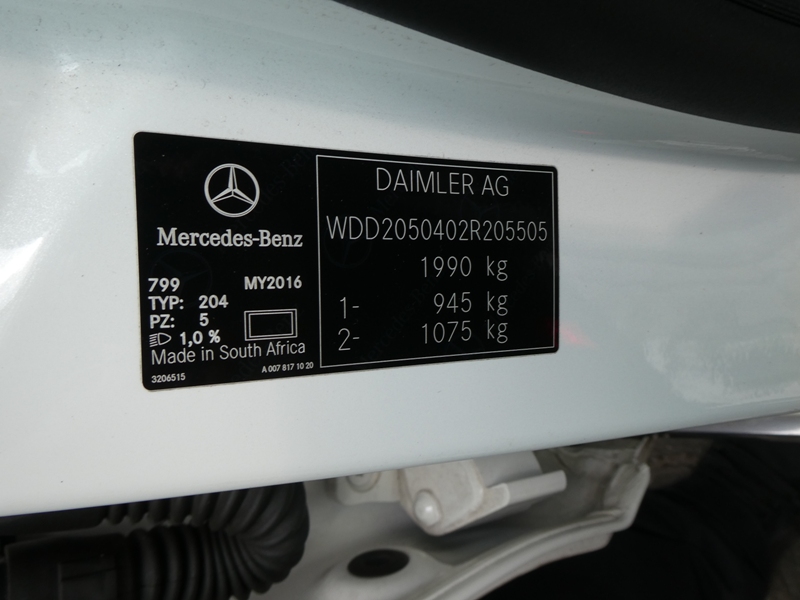 Mercedes-Benz
799 MY2016
TYP: 204
PZ: 5
1,0 %
Made in South Africa
3206515 A 007 817 10 20
DAIMLER AG
WDD2050402R205505
1990 kg
1- 945 kg
2- 1075 kg